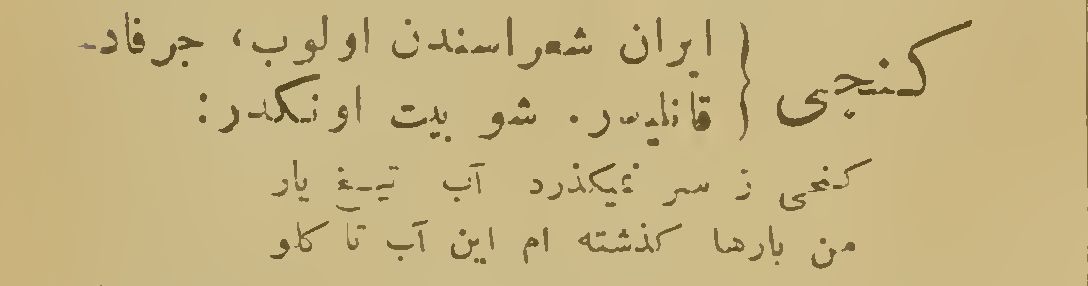 كنجى { ايران شعراسندن اولوب، جرفاد-
قانليدر. شو بيت اونكدر:
كنجى ز سر نميكذرد آب تيغ يار
من بارها كذشته ام اين آب تا كلو